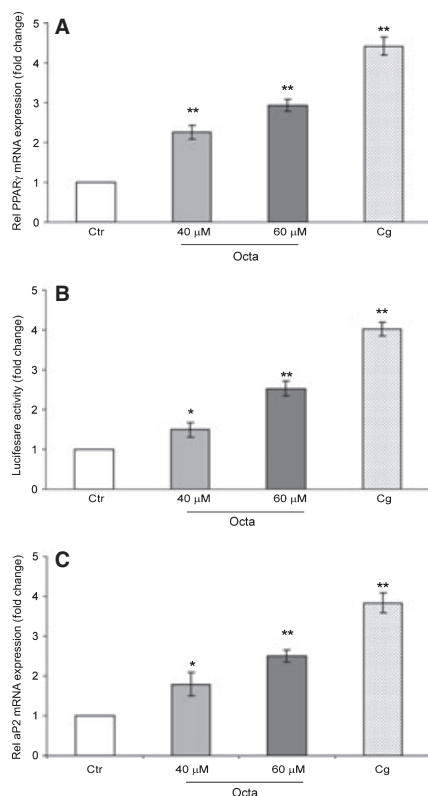 A
Rel PPARγ mRNA expression (fold change)
5
4
3
2
1
0
**
**
**
Ctr
40 μM
60 μM
Cg
Octa
B
Lucifesare activity (fold change)
5
4
3
2
1
0
*
**
**
Ctr
40 μM
60 μM
Cg
Octa
C
Rel aP2 mRNA expression (fold change)
5
4
3
2
1
0
*
**
**
Ctr
40 μM
60 μM
Cg
Octa